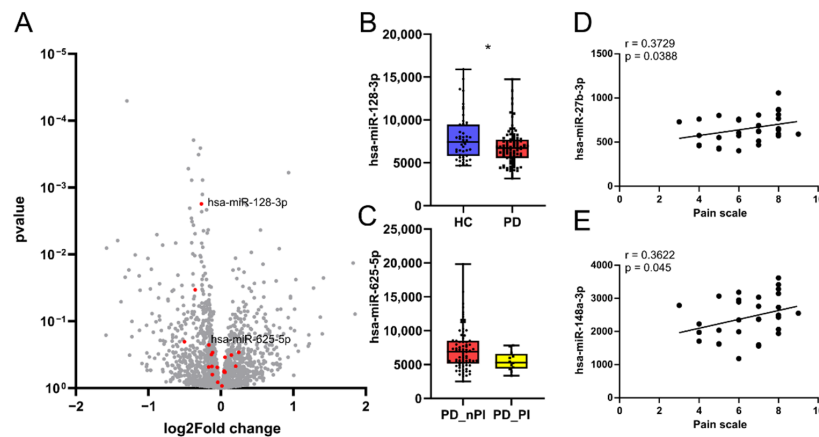 A
10-5
10-4
10-3
10-2
10-1
100
pvalue
hsa-miR-128-3p
hsa-miR-625-5p
−2
−1
0
1
2
log2Fold change
B
20,000
15,000
10,000
5000
0
hsa-miR-128-3p
*
HC
PD
C
25,000
20,000
15,000
10,000
5000
0
hsa-miR-625-5p
PD_nPI
PD_PI
D
r = 0.3729
p = 0.0388
1500
1000
500
0
hsa-miR-27b-3p
0
2
4
6
8
10
Pain scale
E
r = 0.3622
p = 0.045
4000
3000
2000
1000
0
hsa-miR-148a-3p
0
2
4
6
8
10
Pain scale